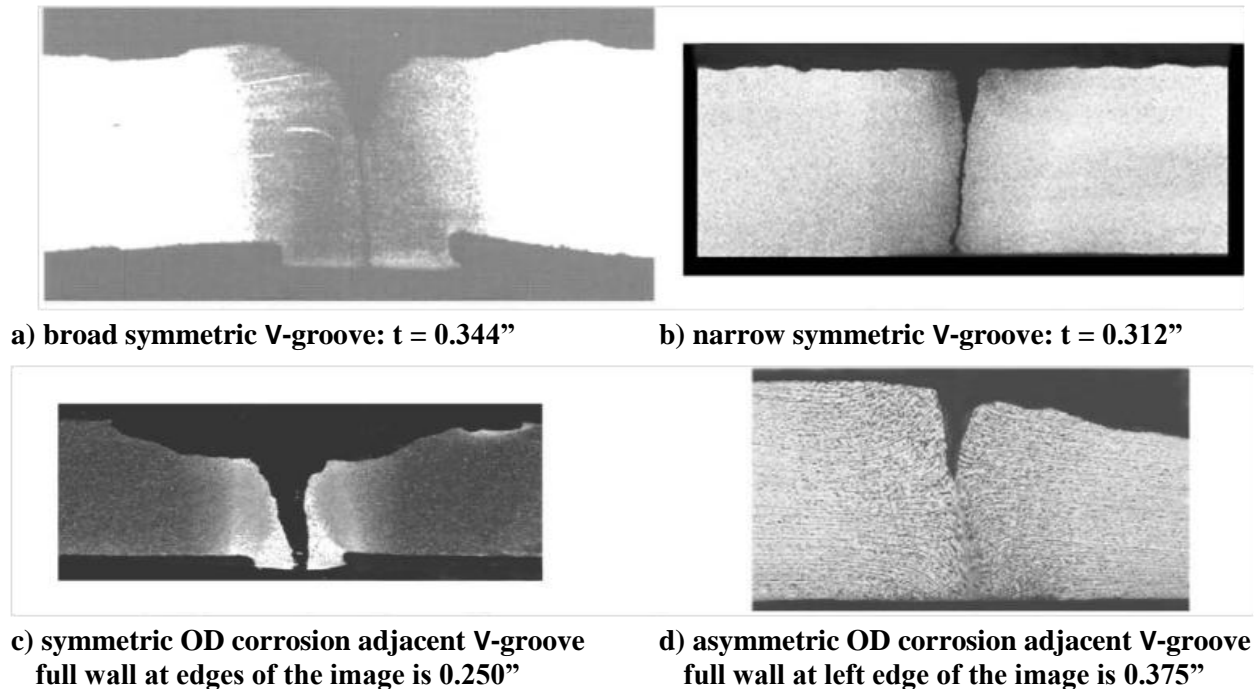 a) broad symmetric V-groove: t = 0.344”
b) narrow symmetric V-groove: t = 0.312”
c) symmetric OD corrosion adjacent V-groove
full wall at edges of the image is 0.250”
d) asymmetric OD corrosion adjacent V-groove
full wall at left edge of the image is 0.375”